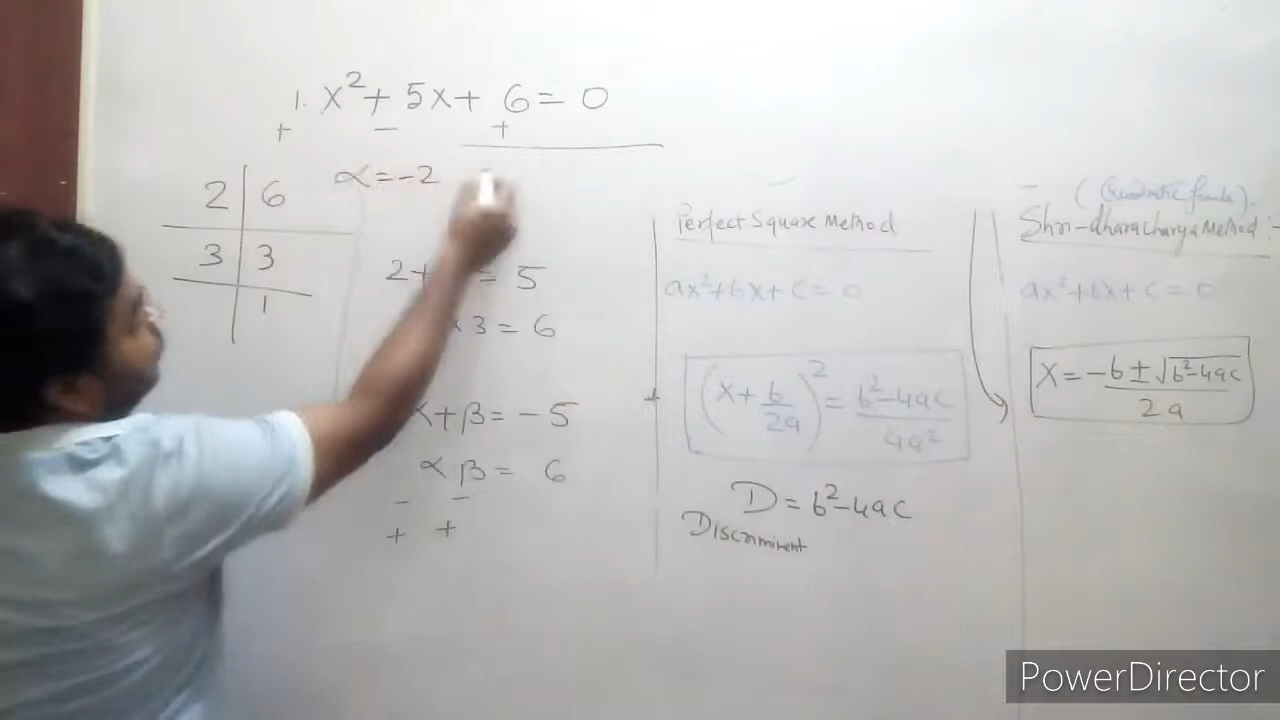 1. x² + 5x + 6 = 0
+ - +
2 6
3 3
1
α = -2
2+ = 5
×3 = 6
α+β = -5
αβ = 6
- -
+ +
Perfect Square Method
ax²+bx+c = 0
(x + b/2a)² = b²-4ac/4a²
D = b²-4ac
Discriminent
Shri-dharacharya Method :-
ax²+bx+c = 0
x = -b ± √b²-4ac / 2a
PowerDirector